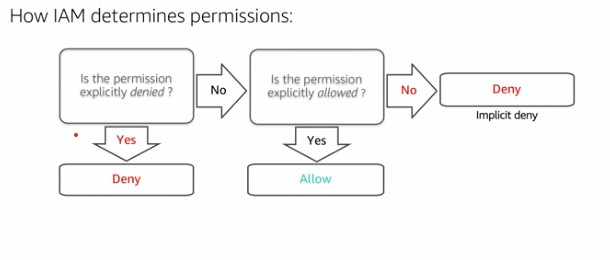 How IAM determines permissions:
Is the permission
explicitly denied ?
No
Is the permission
explicitly allowed ?
No
Deny
Implicit deny
Yes
Yes
Deny
Allow